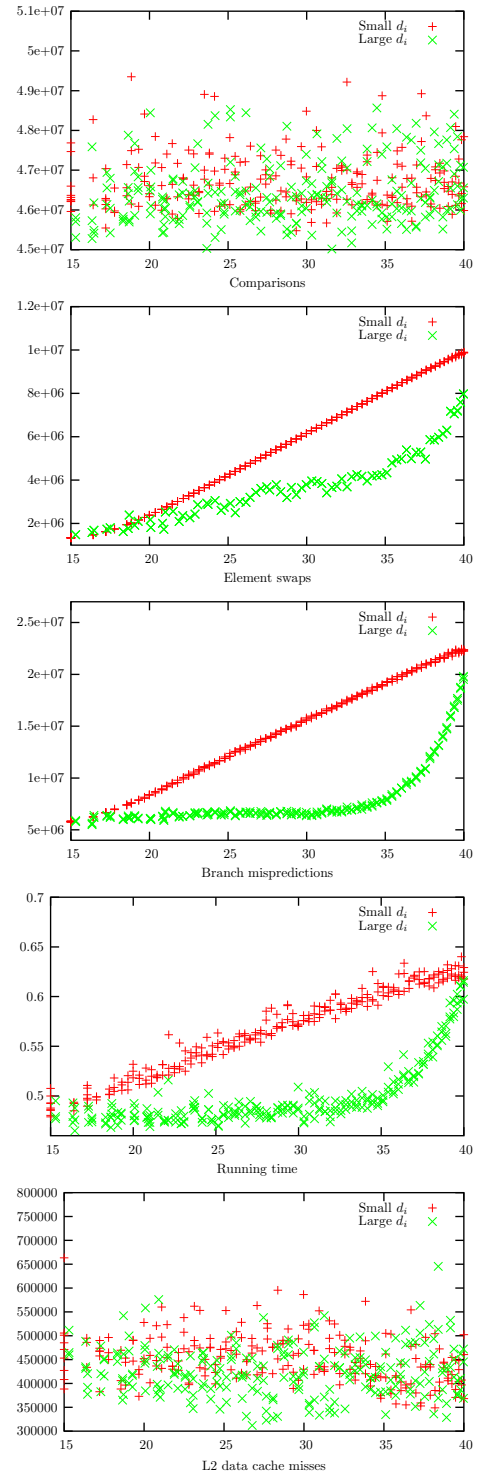 5.1e+07
Small d_i
Large d_i
5e+07
4.9e+07
4.8e+07
4.7e+07
4.6e+07
4.5e+07
15 20 25 30 35 40
Comparisons
1.2e+07
Small d_i
Large d_i
1e+07
8e+06
6e+06
4e+06
2e+06
15 20 25 30 35 40
Element swaps
2.5e+07
Small d_i
Large d_i
2e+07
1.5e+07
1e+07
5e+06
15 20 25 30 35 40
Branch mispredictions
0.7
Small d_i
Large d_i
0.65
0.6
0.55
0.5
15 20 25 30 35 40
Running time
800000
Small d_i
Large d_i
750000
700000
650000
600000
550000
500000
450000
400000
350000
300000
15 20 25 30 35 40
L2 data cache misses